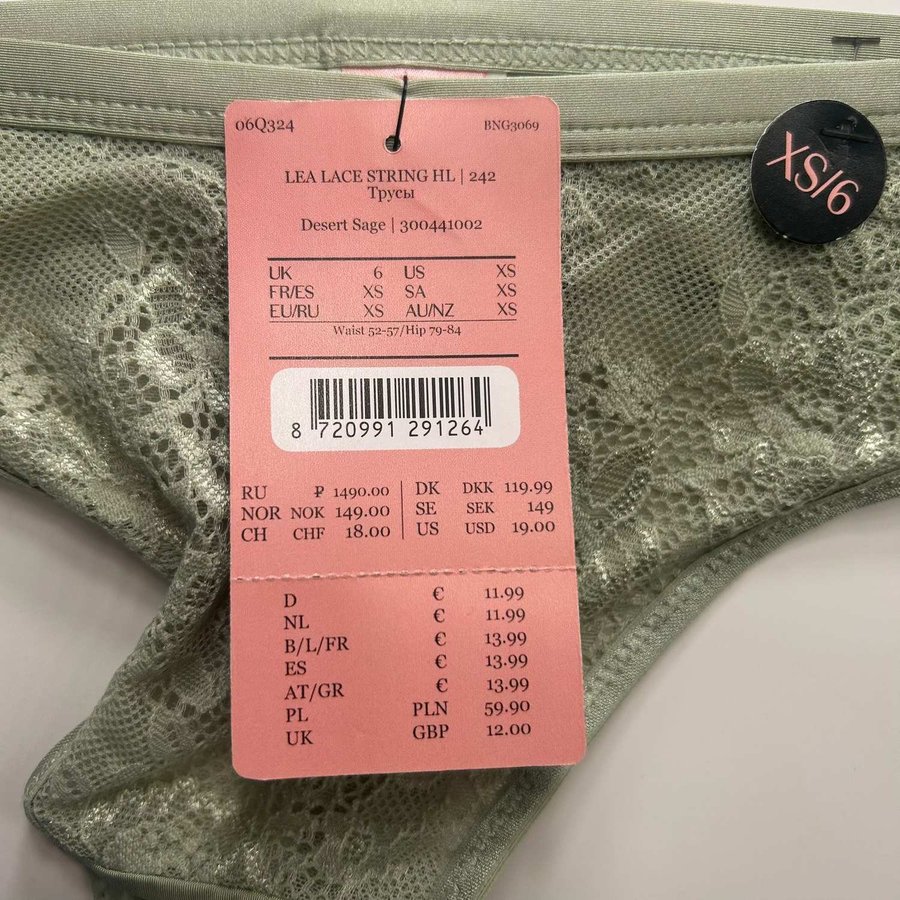 06Q324 BNG3069
LEA LACE STRING HL | 242
Трусы
Desert Sage | 300441002
UK 6 US XS
FR/ES XS SA XS
EU/RU XS AU/NZ XS
Waist 52-57/Hip 79-84
8 720991 291264
RU ₽ 1490.00 DK DKK 119.99
NOR NOK 149.00 SE SEK 149
CH CHF 18.00 US USD 19.00
D € 11.99
NL € 11.99
B/L/FR € 13.99
ES € 13.99
AT/GR € 13.99
PL PLN 59.90
UK GBP 12.00
XS/6